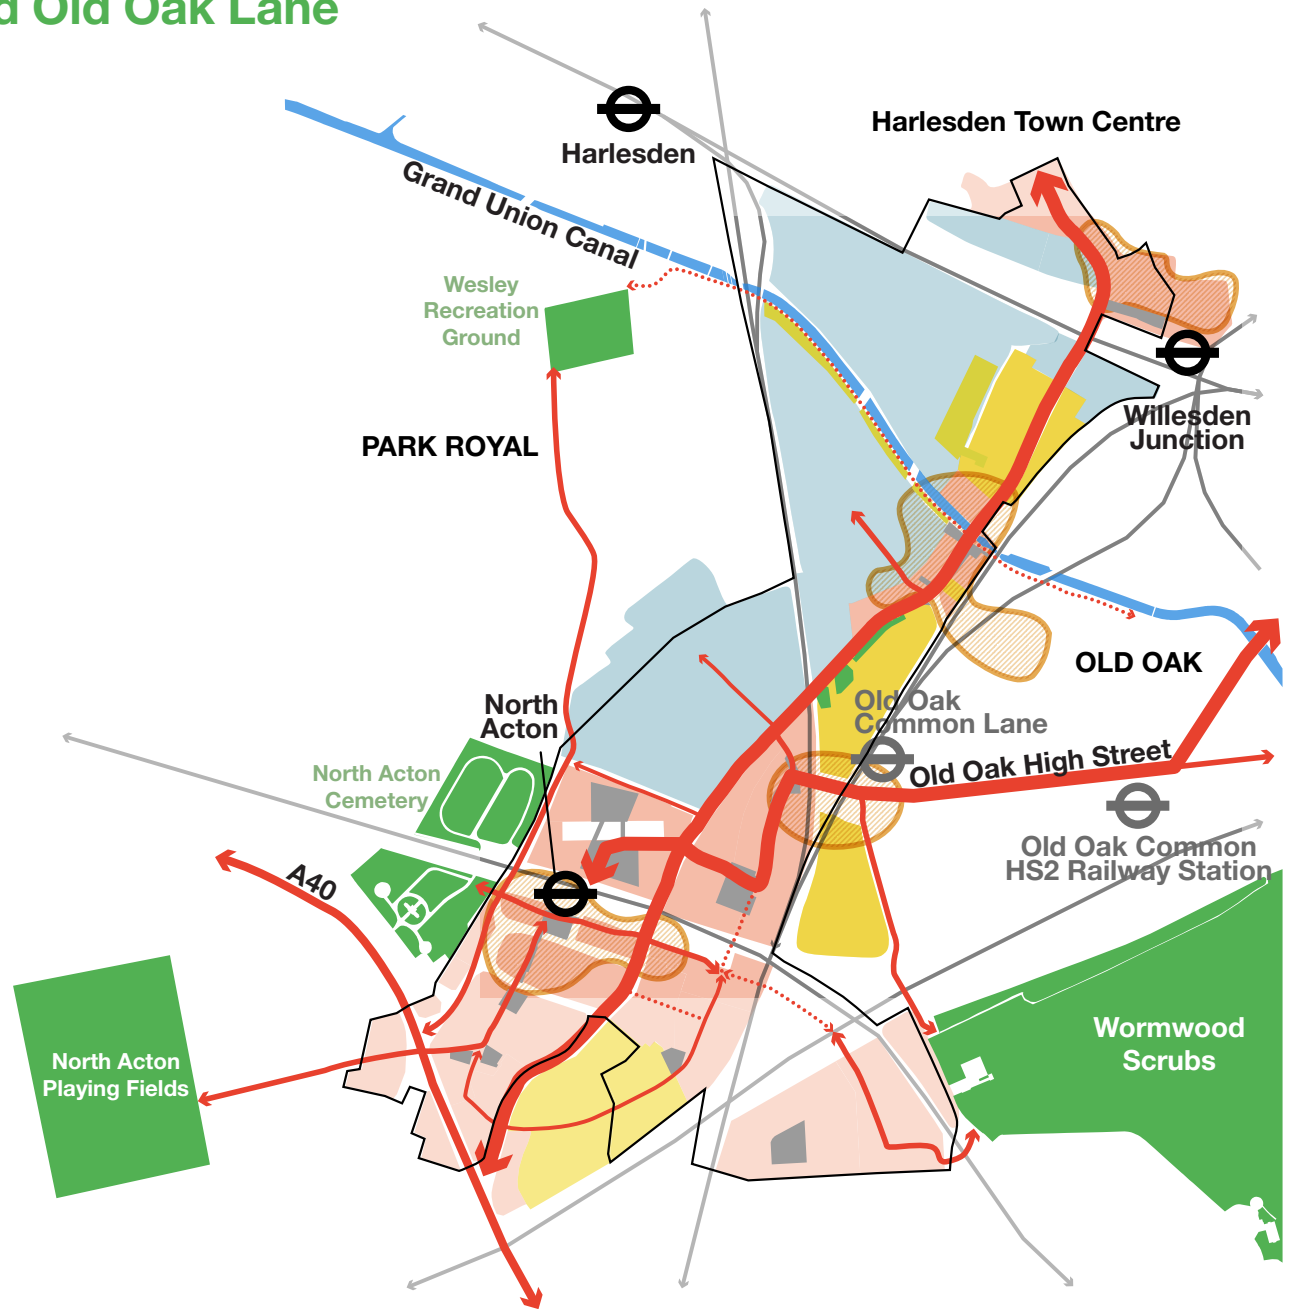 d Old Oak Lane
Harlesden Town Centre
Harlesden
Grand Union Canal
Wesley
Recreation
Ground
PARK ROYAL
Willesden
Junction
OLD OAK
North
Acton
Old Oak
Common Lane
Old Oak High Street
North Acton
Cemetery
Old Oak Common
HS2 Railway Station
A40
Wormwood
Scrubs
North Acton
Playing Fields